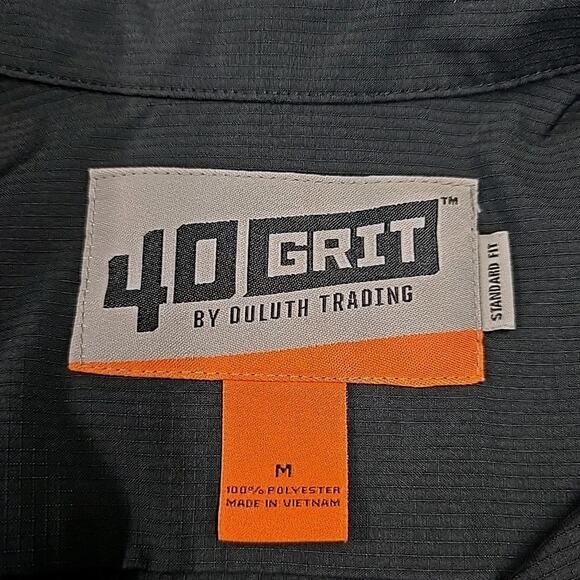 40 GRIT™
BY DULUTH TRADING
STANDARD FIT
M
100% POLYESTER
MADE IN VIETNAM